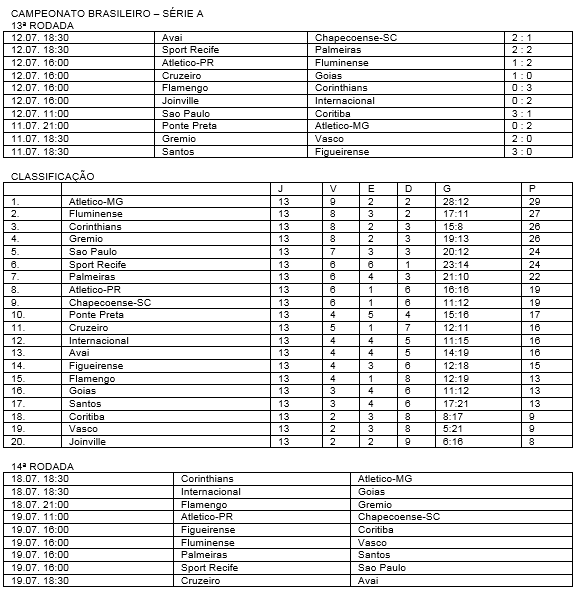 CAMPEONATO BRASILEIRO – SÉRIE A
13ª RODADA
12.07. 18:30 Avai Chapecoense-SC 2 : 1
12.07. 18:30 Sport Recife Palmeiras 2 : 2
12.07. 16:00 Atletico-PR Fluminense 1 : 2
12.07. 16:00 Cruzeiro Goias 1 : 0
12.07. 16:00 Flamengo Corinthians 0 : 3
12.07. 16:00 Joinville Internacional 0 : 2
12.07. 11:00 Sao Paulo Coritiba 3 : 1
11.07. 21:00 Ponte Preta Atletico-MG 0 : 2
11.07. 18:30 Gremio Vasco 2 : 0
11.07. 18:30 Santos Figueirense 3 : 0
CLASSIFICAÇÃO
J V E D G P
1. Atletico-MG 13 9 2 2 28:12 29
2. Fluminense 13 8 3 2 17:11 27
3. Corinthians 13 8 2 3 15:8 26
4. Gremio 13 8 2 3 19:13 26
5. Sao Paulo 13 7 3 3 20:12 24
6. Sport Recife 13 6 6 1 23:14 24
7. Palmeiras 13 6 4 3 21:10 22
8. Atletico-PR 13 6 1 6 16:16 19
9. Chapecoense-SC 13 6 1 6 11:12 19
10. Ponte Preta 13 4 5 4 15:16 17
11. Cruzeiro 13 5 1 7 12:11 16
12. Internacional 13 4 4 5 11:15 16
13. Avai 13 4 4 5 14:19 16
14. Figueirense 13 4 3 6 12:18 15
15. Flamengo 13 4 1 8 12:19 13
16. Goias 13 3 4 6 11:12 13
17. Santos 13 3 4 6 17:21 13
18. Coritiba 13 2 3 8 8:17 9
19. Vasco 13 2 3 8 5:21 9
20. Joinville 13 2 2 9 6:16 8
14ª RODADA
18.07. 18:30 Corinthians Atletico-MG
18.07. 18:30 Internacional Goias
18.07. 21:00 Flamengo Gremio
19.07. 11:00 Atletico-PR Chapecoense-SC
19.07. 16:00 Figueirense Coritiba
19.07. 16:00 Fluminense Vasco
19.07. 16:00 Palmeiras Santos
19.07. 16:00 Sport Recife Sao Paulo
19.07. 18:30 Cruzeiro Avai